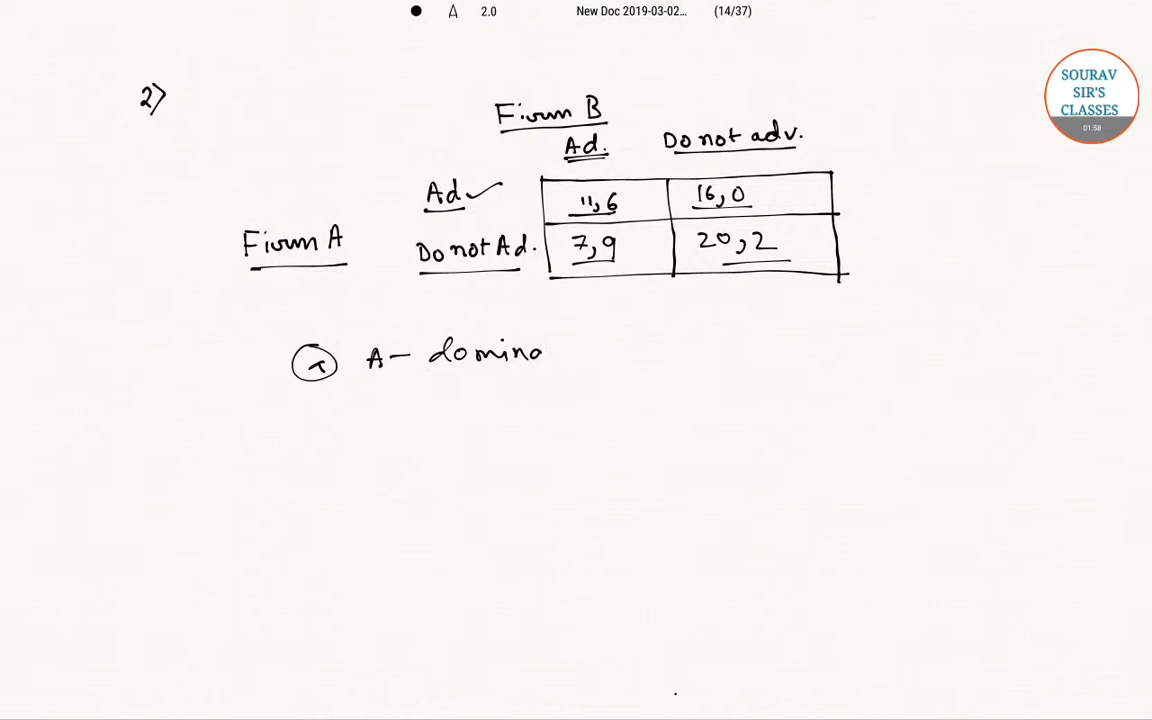 2.0 New Doc 2019-03-02... (14/37)
SOURAV
SIR'S
CLASSES
01:58
2)
Firm B
Ad. Do not adv.
Ad 11,6 16,0
Firm A Do not Ad. 7,9 20,2
A- domina